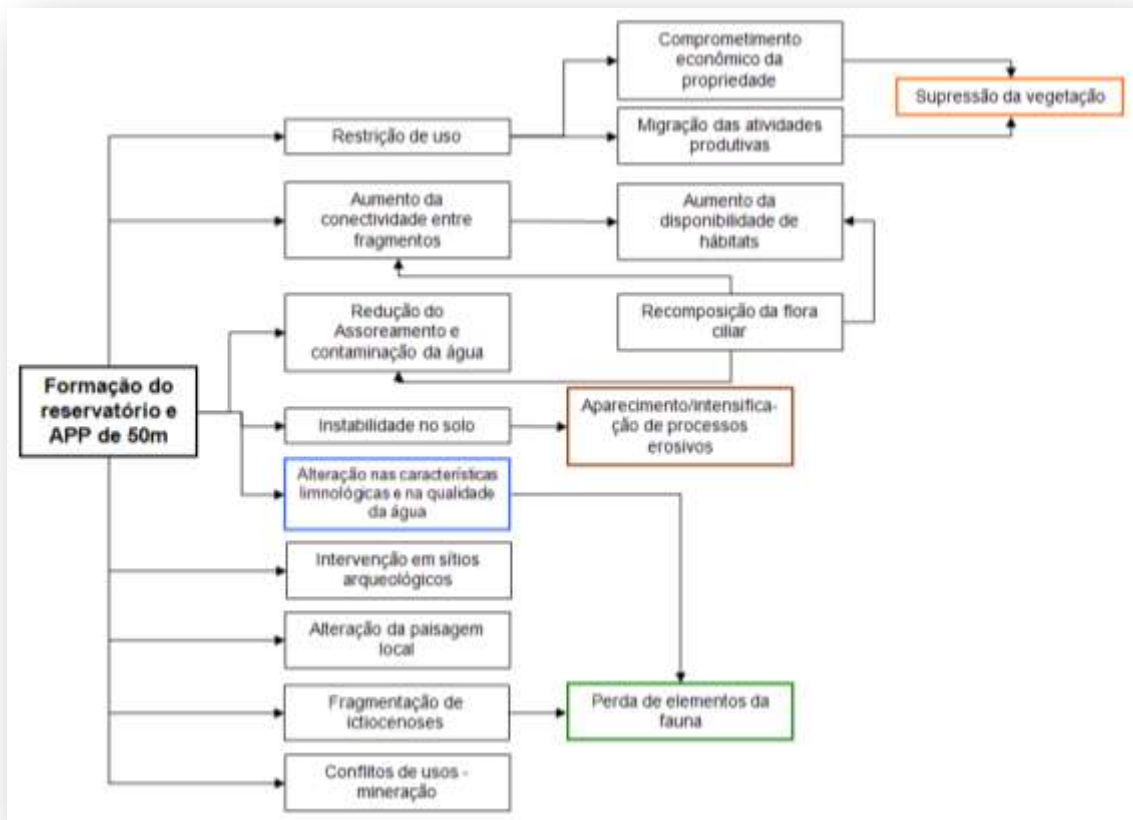 Comprometimento
econômico da
propriedade
Supressão da vegetação
Restrição de uso
Migração das atividades
produtivas
Aumento da
conectividade entre
fragmentos
Aumento da
disponibilidade de
hábitats
Redução do
Assoreamento e
contaminação da água
Recomposição da flora
ciliar
Formação do
reservatório e
APP de 50m
Instabilidade no solo
Aparecimento/intensifica-
ção de processos
erosivos
Alteração nas características
limnológicas e na qualidade
da água
Intervenção em sítios
arqueológicos
Alteração da paisagem
local
Fragmentação de
ictiocenoses
Perda de elementos da
fauna
Conflitos de usos -
mineração